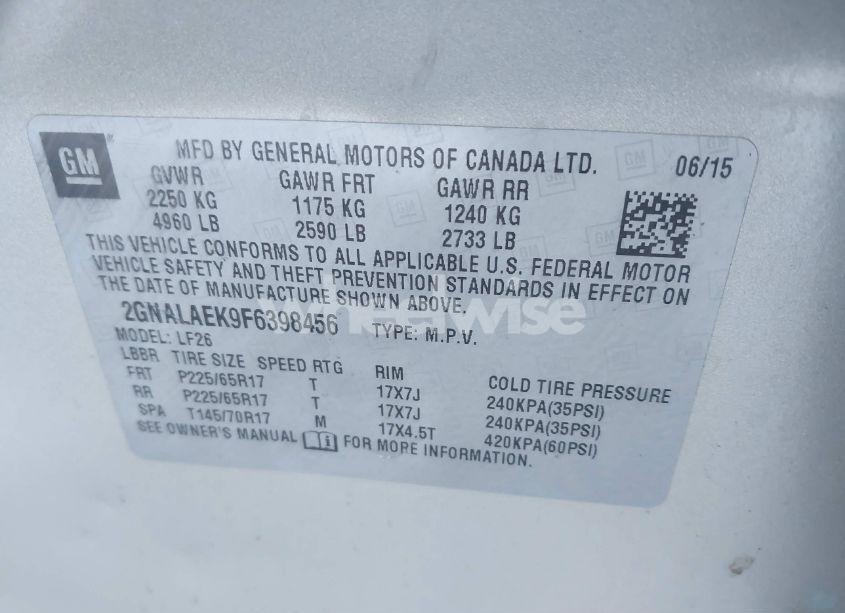 GM
MFD BY GENERAL MOTORS OF CANADA LTD. 06/15
GVWR GAWR FRT GAWR RR
2250 KG 1175 KG 1240 KG
4960 LB 2590 LB 2733 LB
THIS VEHICLE CONFORMS TO ALL APPLICABLE U.S. FEDERAL MOTOR
VEHICLE SAFETY AND THEFT PREVENTION STANDARDS IN EFFECT ON
THE DATE OF MANUFACTURE SHOWN ABOVE.
wheelwise
2GNALAEK9F6398456 TYPE: M.P.V.
MODEL: LF26
LBBR TIRE SIZE SPEED RTG RIM COLD TIRE PRESSURE
FRT P225/65R17 T 17X7J 240KPA(35PSI)
RR P225/65R17 T 17X7J 240KPA(35PSI)
SPA T145/70R17 M 17X4.5T 420KPA(60PSI)
SEE OWNER'S MANUAL i FOR MORE INFORMATION.